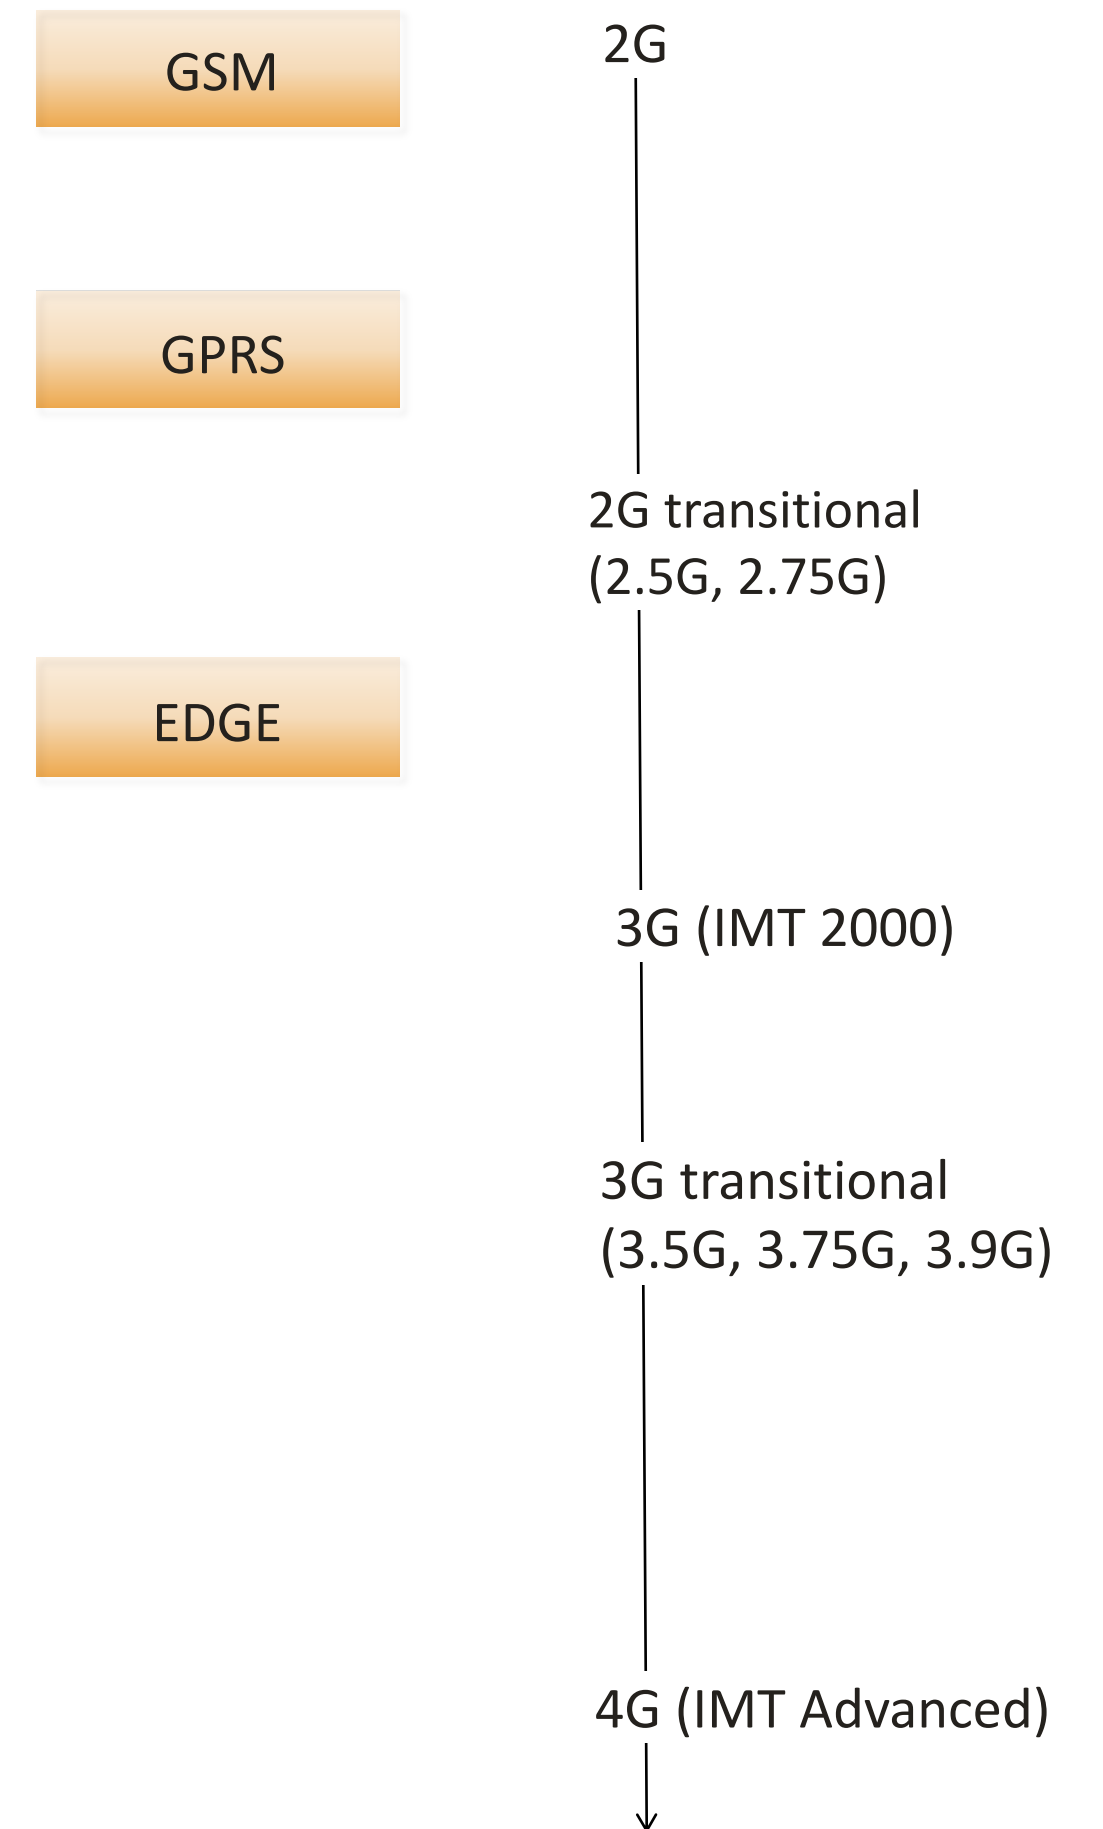 GSM
2G
GPRS
2G transitional
(2.5G, 2.75G)
EDGE
3G (IMT 2000)
3G transitional
(3.5G, 3.75G, 3.9G)
4G (IMT Advanced)